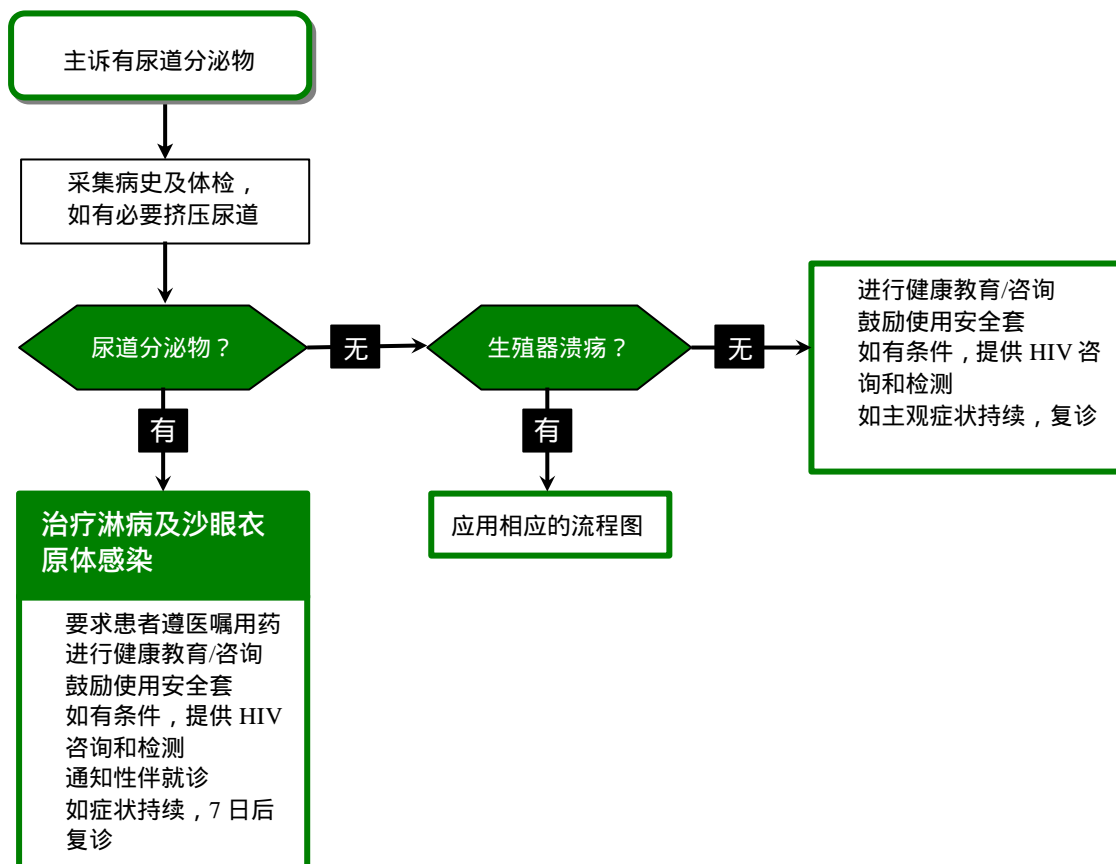 主诉有尿道分泌物
采集病史及体检，
如有必要挤压尿道
尿道分泌物？
无
生殖器溃疡？
无
进行健康教育/咨询
鼓励使用安全套
如有条件，提供 HIV 咨
询和检测
如主观症状持续，复诊
有
有
治疗淋病及沙眼衣
原体感染
要求患者遵医嘱用药
进行健康教育/咨询
鼓励使用安全套
如有条件，提供 HIV
咨询和检测
通知性伴就诊
如症状持续，7 日后
复诊
应用相应的流程图